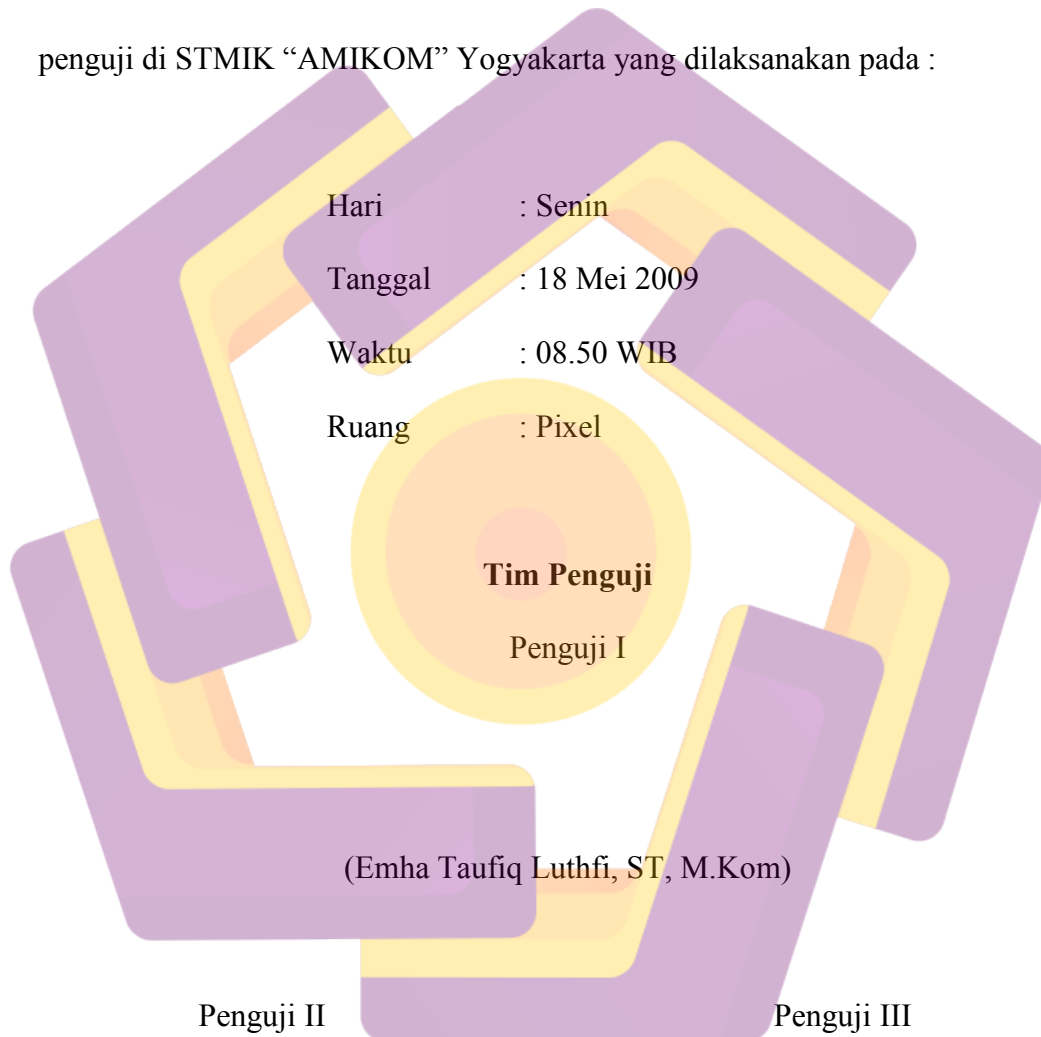 penguji di STMIK “AMIKOM” Yogyakarta yang dilaksanakan pada :
Hari : Senin
Tanggal : 18 Mei 2009
Waktu : 08.50 WIB
Ruang : Pixel
Tim Penguji
Penguji I
(Emha Taufiq Luthfi, ST, M.Kom)
Penguji II Penguji III